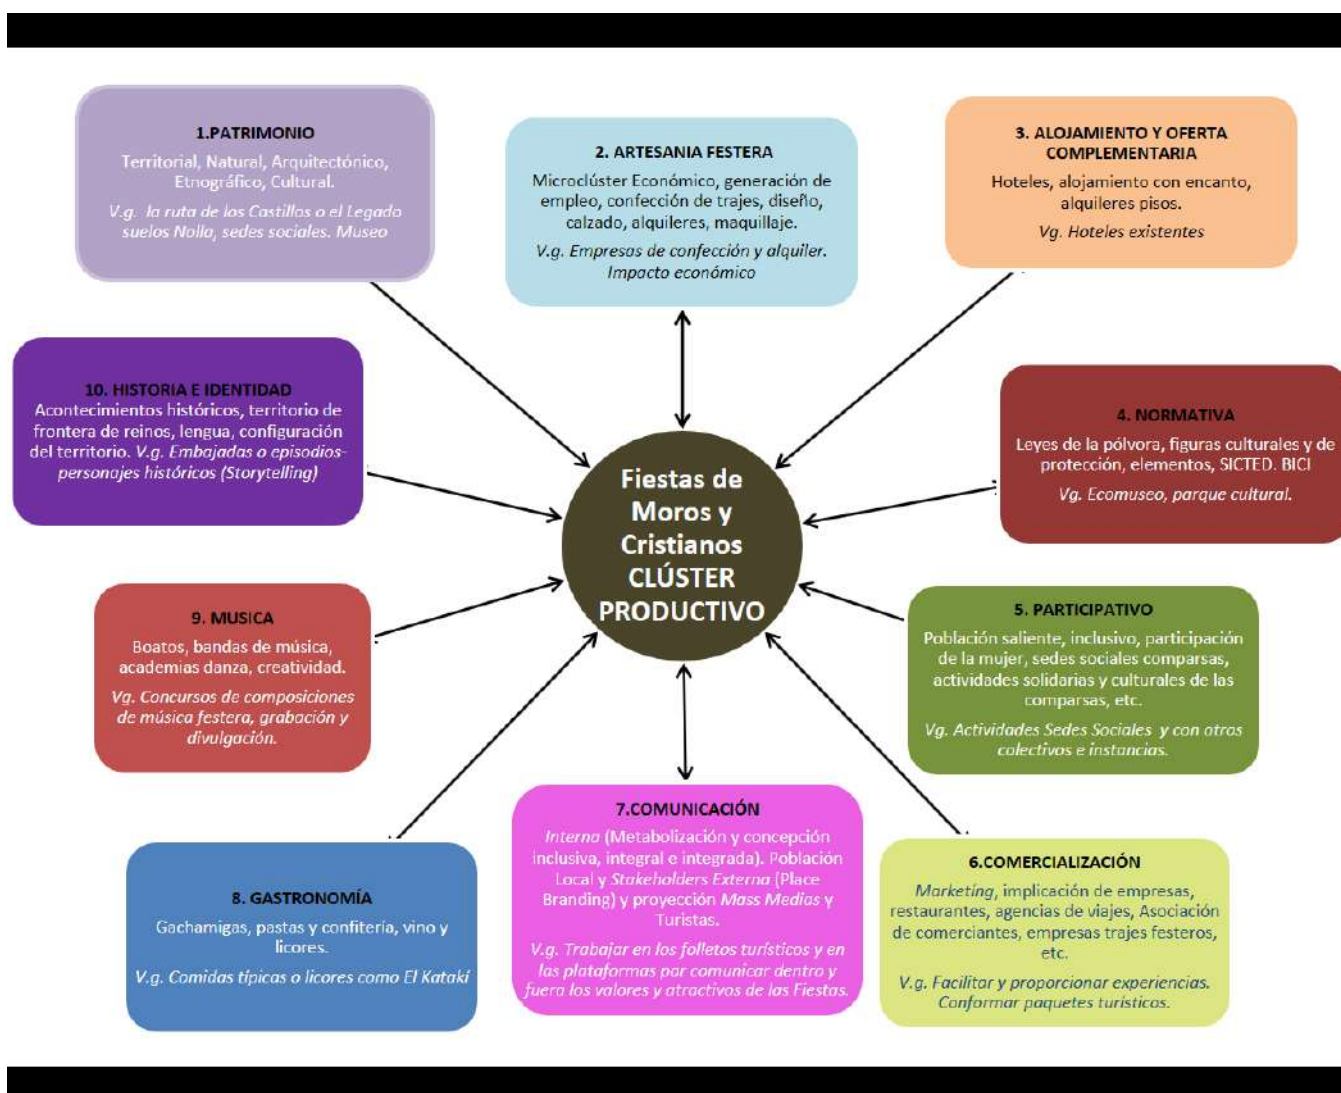 1.PATRIMONIO
Territorial, Natural, Arquitectónico,
Etnográfico, Cultural.
V.g. la ruta de los Castillos o el Legado
suelos Nolla, sedes sociales. Museo
2. ARTESANIA FESTERA
Microclúster Económico, generación de
empleo, confección de trajes, diseño,
calzado, alquileres, maquillaje.
V.g. Empresas de confección y alquiler.
Impacto económico
3. ALOJAMIENTO Y OFERTA
COMPLEMENTARIA
Hoteles, alojamiento con encanto,
alquileres pisos.
Vg. Hoteles existentes
10. HISTORIA E IDENTIDAD
Acontecimientos históricos, territorio de
frontera de reinos, lengua, configuración
del territorio. V.g. Embajadas o episodios-
personajes históricos (Storytelling)
Fiestas de
Moros y
Cristianos
CLÚSTER
PRODUCTIVO
4. NORMATIVA
Leyes de la pólvora, figuras culturales y de
protección, elementos, SICTED. BICI
Vg. Ecomuseo, parque cultural.
9. MUSICA
Boatos, bandas de música,
academias danza, creatividad.
Vg. Concursos de composiciones
de música festera, grabación y
divulgación.
5. PARTICIPATIVO
Población saliente, inclusivo, participación
de la mujer, sedes sociales comparsas,
actividades solidarias y culturales de las
comparsas, etc.
Vg. Actividades Sedes Sociales y con otros
colectivos e instancias.
8. GASTRONOMÍA
Gachamigas, pastas y confitería, vino y
licores.
V.g. Comidas típicas o licores como El Katakí
7.COMUNICACIÓN
Interna (Metabolización y concepción
inclusiva, integral e integrada). Población
Local y Stakeholders Externa (Place
Branding) y proyección Mass Medias y
Turistas.
V.g. Trabajar en los folletos turísticos y en
las plataformas por comunicar dentro y
fuera los valores y atractivos de las Fiestas.
6.COMERCIALIZACIÓN
Marketing, implicación de empresas,
restaurantes, agencias de viajes, Asociación
de comerciantes, empresas trajes festeros,
etc.
V.g. Facilitar y proporcionar experiencias.
Conformar paquetes turísticos.